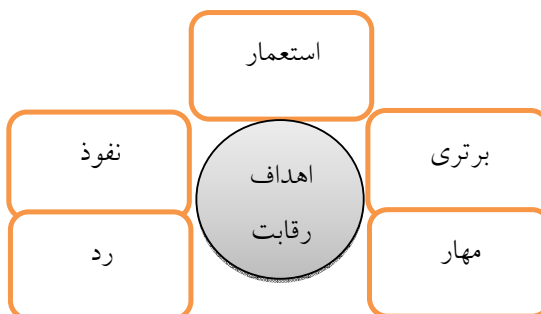 استعمار
برتری
نفوذ
اهداف
رقابت
مهار
رد